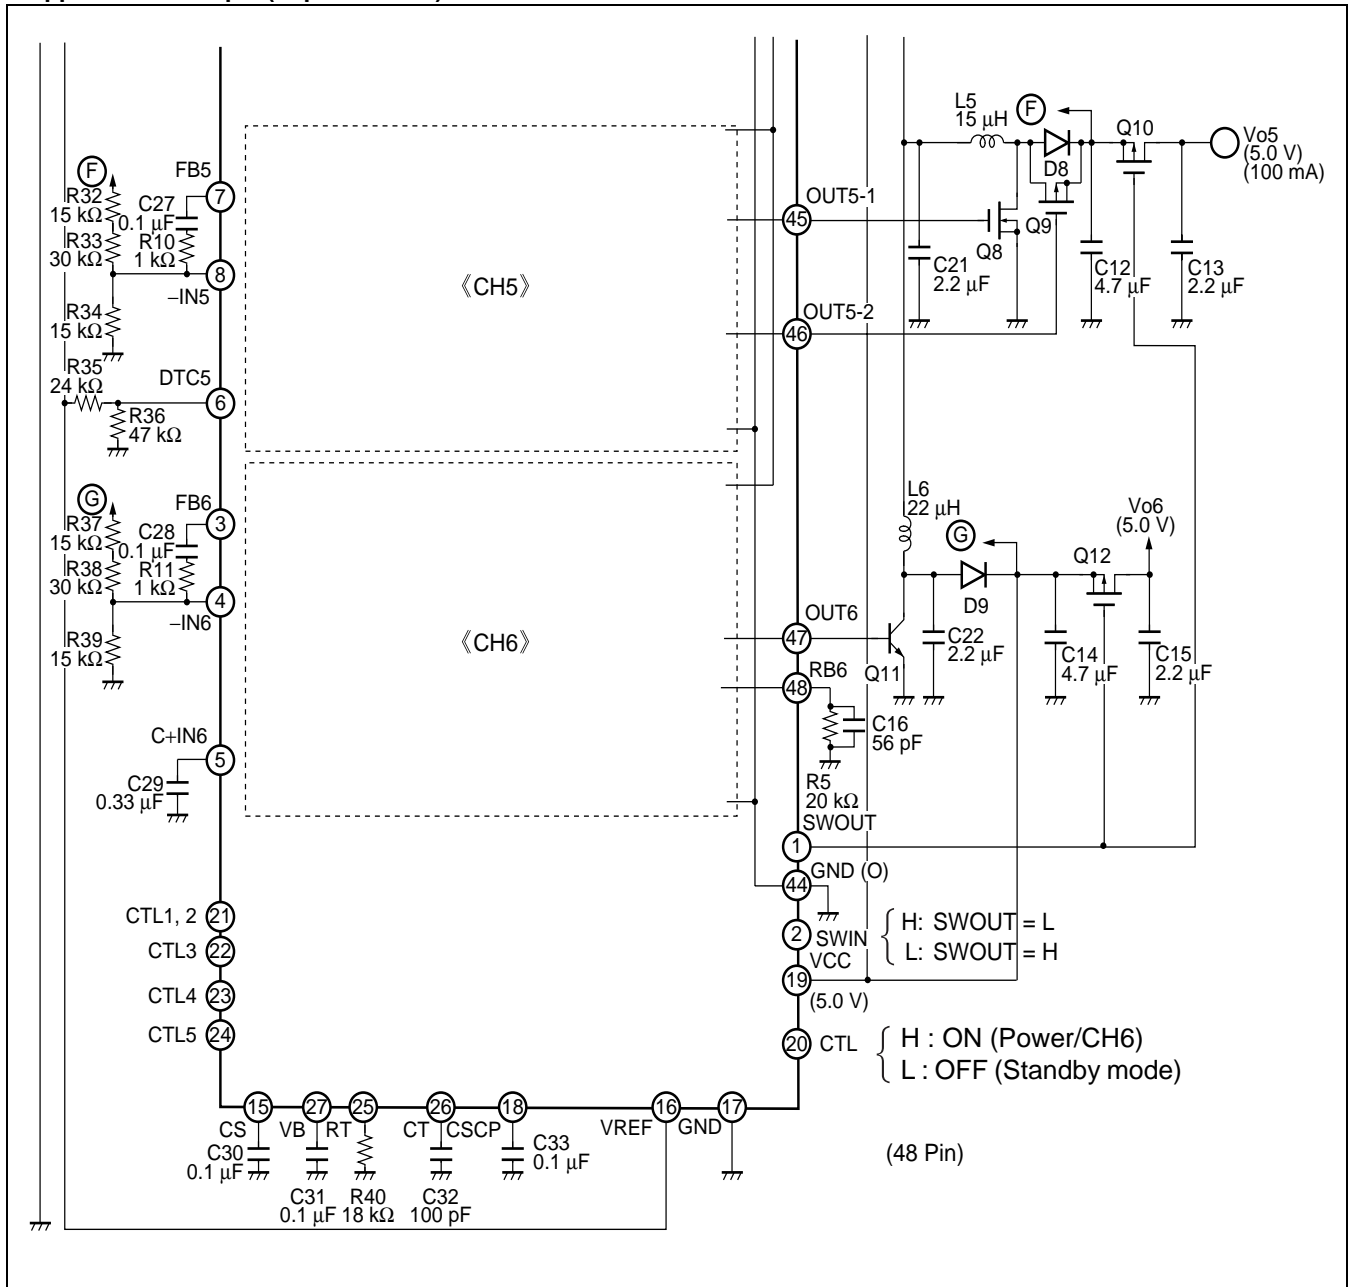 F
R32
15 kΩ
R33
30 kΩ
R34
15 kΩ
C27
0.1 µF
R10
1 kΩ
FB5
7
8
−IN5
R35
24 kΩ
R36
47 kΩ
DTC5
6
《CH5》
G
R37
15 kΩ
R38
30 kΩ
R39
15 kΩ
C28
0.1 µF
R11
1 kΩ
FB6
3
4
−IN6
《CH6》
C+IN6
5
C29
0.33 µF
L5
15 µH
F
D8
Q10
Vo5
(5.0 V)
(100 mA)
45
OUT5-1
Q8
Q9
C21
2.2 µF
C12
4.7 µF
C13
2.2 µF
46
OUT5-2
L6
22 µH
G
D9
Q12
Vo6
(5.0 V)
47
OUT6
Q11
C22
2.2 µF
C14
4.7 µF
C15
2.2 µF
48
RB6
C16
56 pF
R5
20 kΩ
SWOUT
1
GND (O)
44
2
SWIN
H: SWOUT = L
L: SWOUT = H
VCC
19
(5.0 V)
20
CTL
H : ON (Power/CH6)
L : OFF (Standby mode)
CTL1, 2
21
CTL3
22
CTL4
23
CTL5
24
15
27
25
26
18
16
17
CS
VB
RT
CT
CSCP
VREF
GND
C30
0.1 µF
C31
0.1 µF
R40
18 kΩ
C32
100 pF
C33
0.1 µF
(48 Pin)